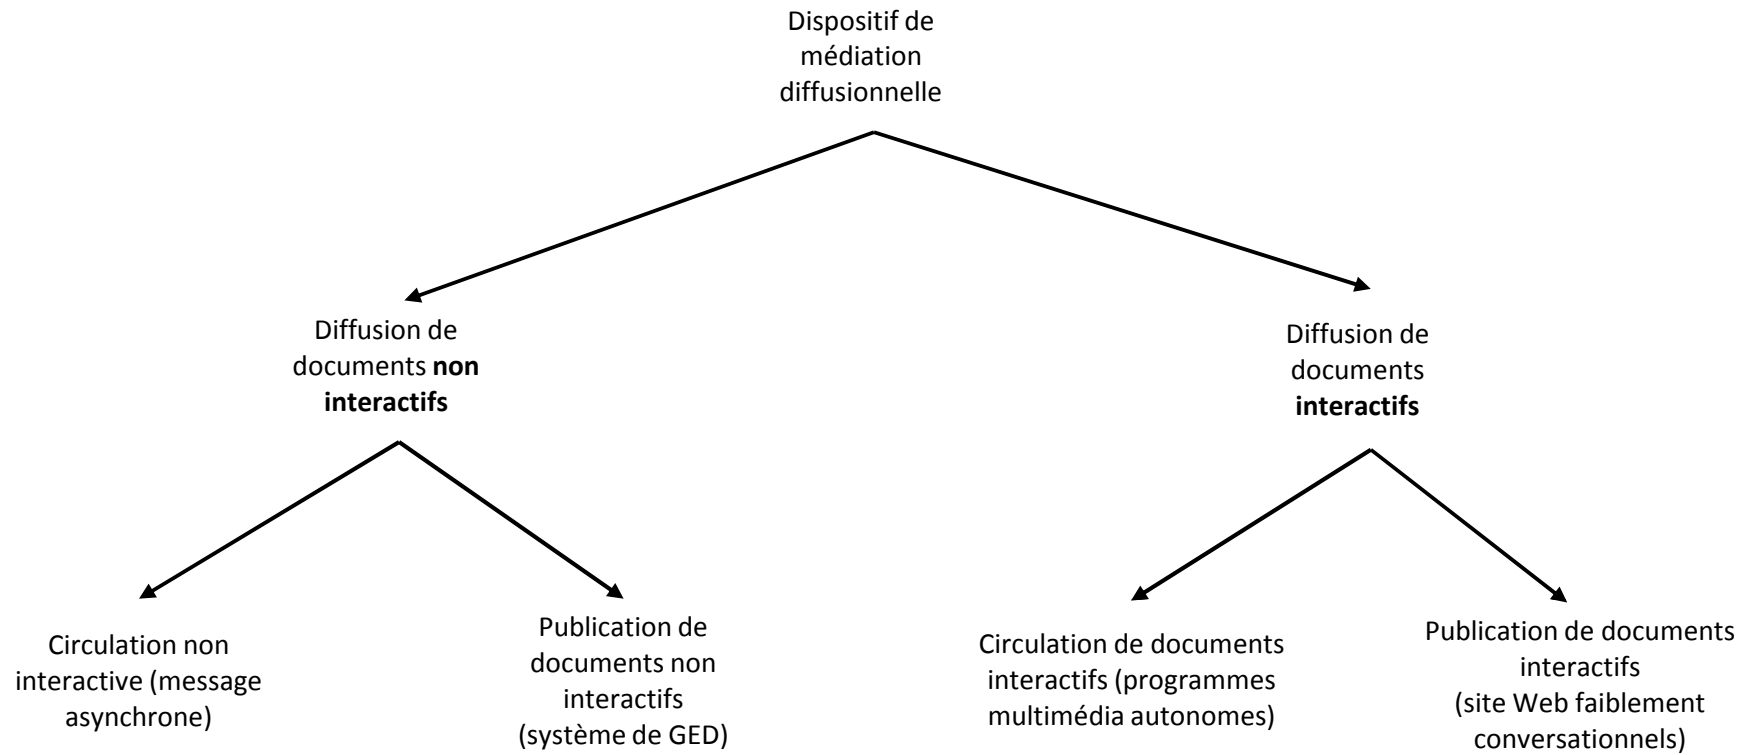 Dispositif de
médiation
diffusionnelle
Diffusion de
documents non
interactifs
Diffusion de
documents
interactifs
Circulation non
interactive (message
asynchrone)
Publication de
documents non
interactifs
(système de GED)
Circulation de documents
interactifs (programmes
multimédia autonomes)
Publication de documents
interactifs
(site Web faiblement
conversationnels)